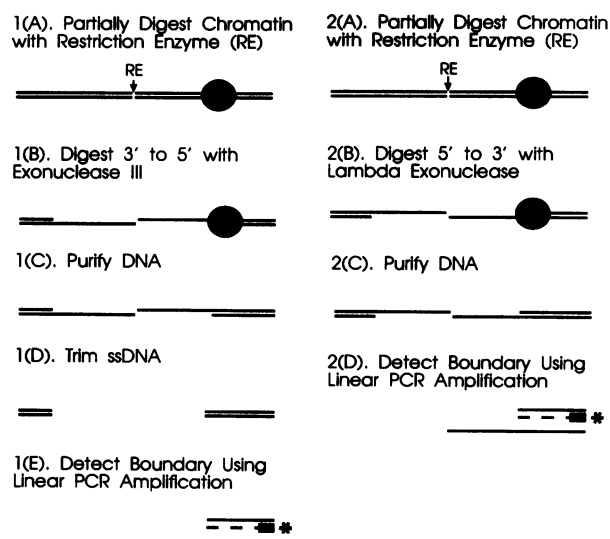 1(A). Partially Digest Chromatin
with Restriction Enzyme (RE)
RE
1(B). Digest 3' to 5' with
Exonuclease III
1(C). Purify DNA
1(D). Trim ssDNA
1(E). Detect Boundary Using
Linear PCR Amplification
*
2(A). Partially Digest Chromatin
with Restriction Enzyme (RE)
RE
2(B). Digest 5' to 3' with
Lambda Exonuclease
2(C). Purify DNA
2(D). Detect Boundary Using
Linear PCR Amplification
*